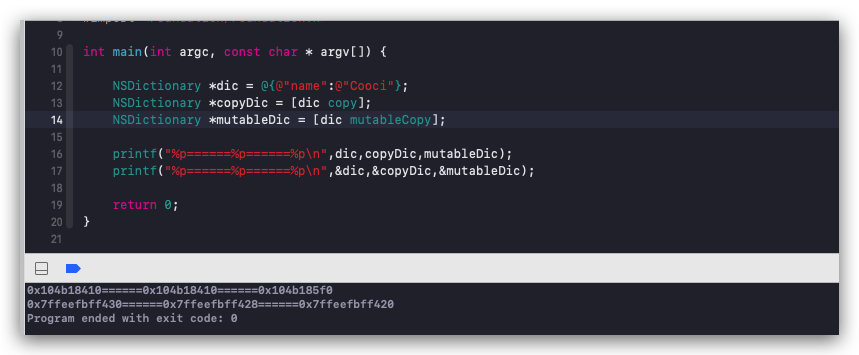 9
10 int main(int argc, const char * argv[]) {
11
12 NSDictionary *dic = @{@"name":@"Cooci"};
13 NSDictionary *copyDic = [dic copy];
14 NSDictionary *mutableDic = [dic mutableCopy];
15
16 printf("%p======%p======%p\n",dic,copyDic,mutableDic);
17 printf("%p======%p======%p\n",&dic,&copyDic,&mutableDic);
18
19 return 0;
20 }
21
0x104b18410======0x104b18410======0x104b185f0
0x7ffeefbff430======0x7ffeefbff428======0x7ffeefbff420
Program ended with exit code: 0